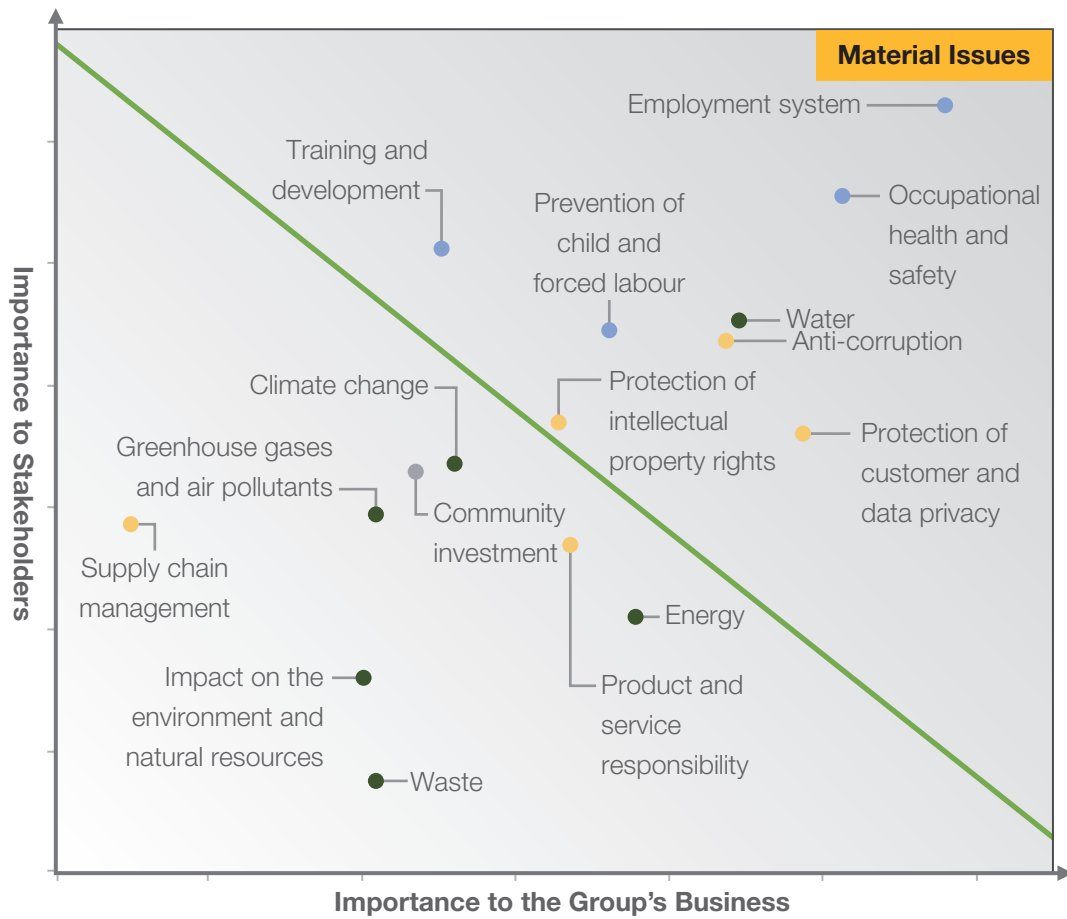 Material Issues
Employment system
Training and
development
Prevention of
child and
forced labour
Occupational
health and
safety
Water
Anti-corruption
Climate change
Protection of
intellectual
property rights
Protection of
customer and
data privacy
Greenhouse gases
and air pollutants
Community
investment
Supply chain
management
Energy
Impact on the
environment and
natural resources
Product and
service
responsibility
Waste
Importance to Stakeholders
Importance to the Group's Business